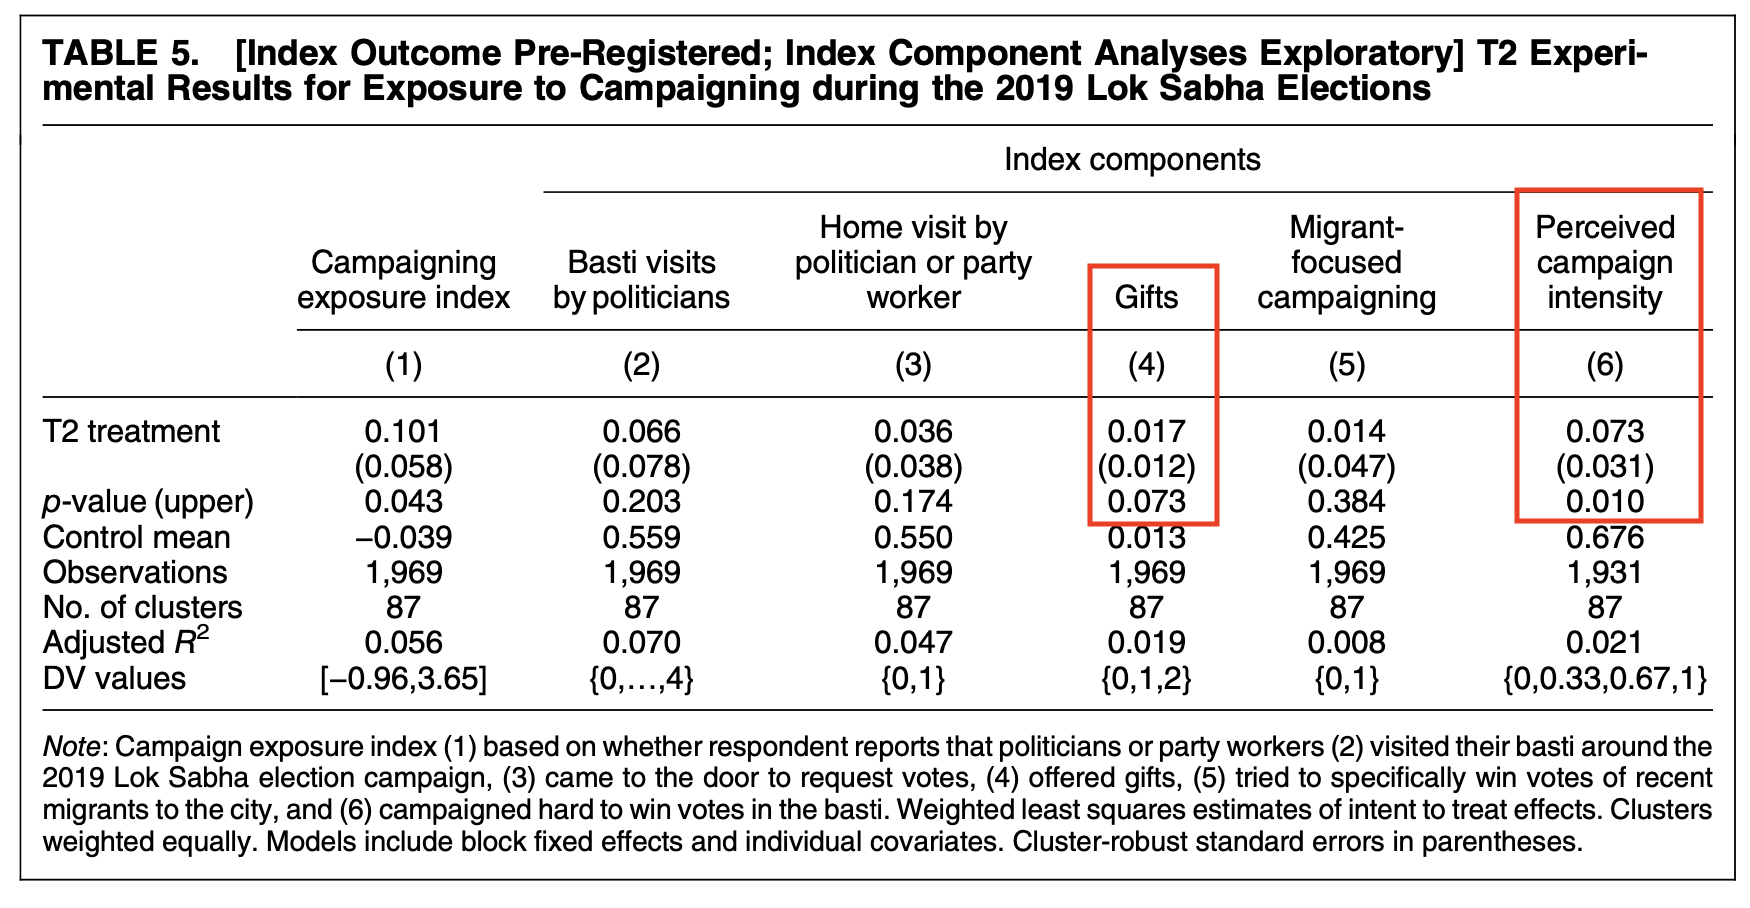 TABLE 5. [Index Outcome Pre-Registered; Index Component Analyses Exploratory] T2 Experi-
mental Results for Exposure to Campaigning during the 2019 Lok Sabha Elections
Index components
Campaigning exposure index Basti visits by politicians Home visit by politician or party worker Gifts Migrant-focused campaigning Perceived campaign intensity
(1) (2) (3) (4) (5) (6)
T2 treatment 0.101 0.066 0.036 0.017 0.014 0.073
(0.058) (0.078) (0.038) (0.012) (0.047) (0.031)
p-value (upper) 0.043 0.203 0.174 0.073 0.384 0.010
Control mean −0.039 0.559 0.550 0.013 0.425 0.676
Observations 1,969 1,969 1,969 1,969 1,969 1,931
No. of clusters 87 87 87 87 87 87
Adjusted R² 0.056 0.070 0.047 0.019 0.008 0.021
DV values [−0.96,3.65] {0,…,4} {0,1} {0,1,2} {0,1} {0,0.33,0.67,1}
Note: Campaign exposure index (1) based on whether respondent reports that politicians or party workers (2) visited their basti around the
2019 Lok Sabha election campaign, (3) came to the door to request votes, (4) offered gifts, (5) tried to specifically win votes of recent
migrants to the city, and (6) campaigned hard to win votes in the basti. Weighted least squares estimates of intent to treat effects. Clusters
weighted equally. Models include block fixed effects and individual covariates. Cluster-robust standard errors in parentheses.